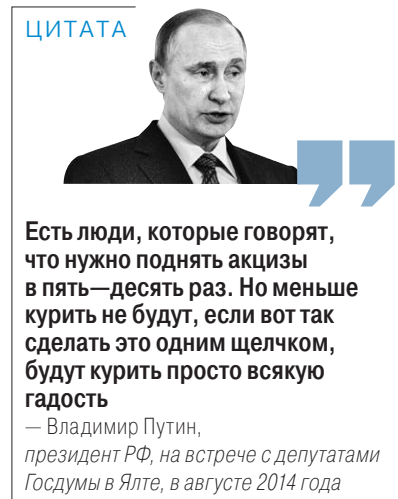 ЦИТАТА
Есть люди, которые говорят,
что нужно поднять акцизы
в пять—десять раз. Но меньше
курить не будут, если вот так
сделать это одним щелчком,
будут курить просто всякую
гадость
— Владимир Путин,
президент РФ, на встрече с депутатами
Госдумы в Ялте, в августе 2014 года